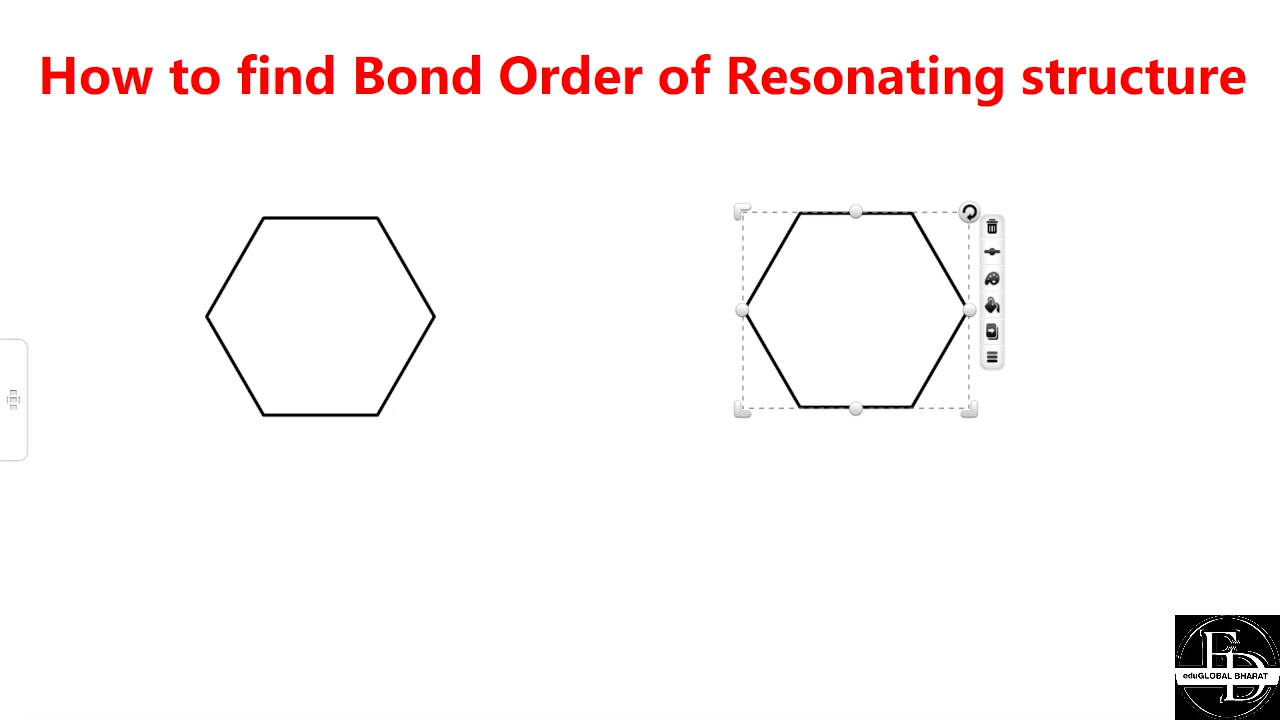 How to find Bond Order of Resonating structure
eduGLOBAL BHARAT